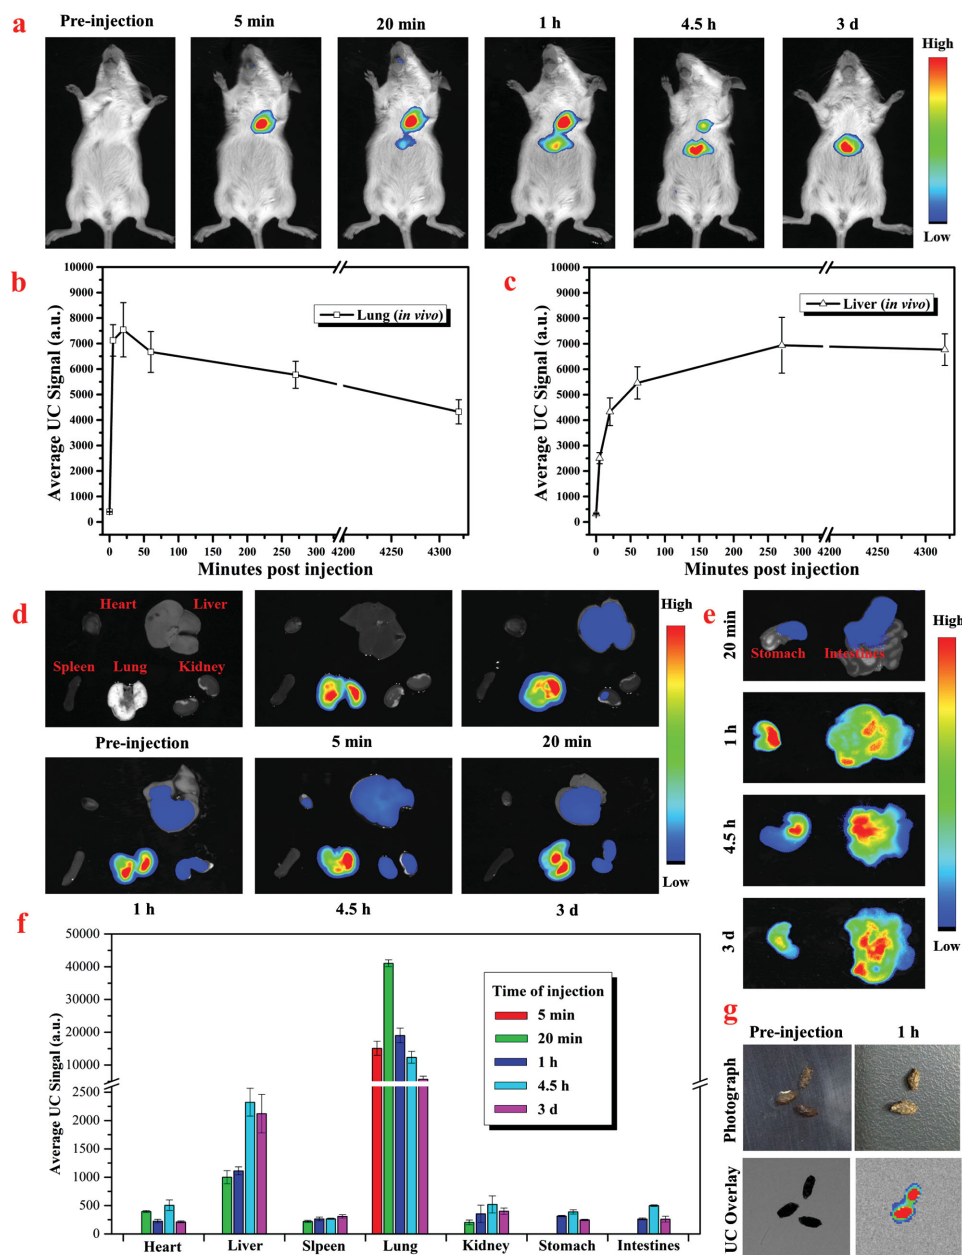 a
Pre-injection 5 min 20 min 1 h 4.5 h 3 d
High
Low
b
10000
9000
8000
7000
6000
5000
4000
3000
2000
1000
0
Average UC Signal (a.u.)
Lung (in vivo)
0 50 100 150 200 250 300 4200 4300
Minutes post injection
c
10000
9000
8000
7000
6000
5000
4000
3000
2000
1000
0
Average UC Signal (a.u.)
Liver (in vivo)
0 50 100 150 200 250 300 4200 4300
Minutes post injection
d
Heart Liver
Spleen Lung Kidney
High
Low
Pre-injection 5 min 20 min
1 h 4.5 h 3 d
e
20 min
Stomach Intestines
1 h
4.5 h
3 d
High
Low
f
50000
40000
30000
20000
10000
2500
2000
1500
1000
500
0
Average UC Singal (a.u.)
Time of injection
5 min
20 min
1 h
4.5 h
3 d
Heart Liver Slpeen Lung Kidney Stomach Intestines
g
Pre-injection 1 h
Photograph
UC Overlay